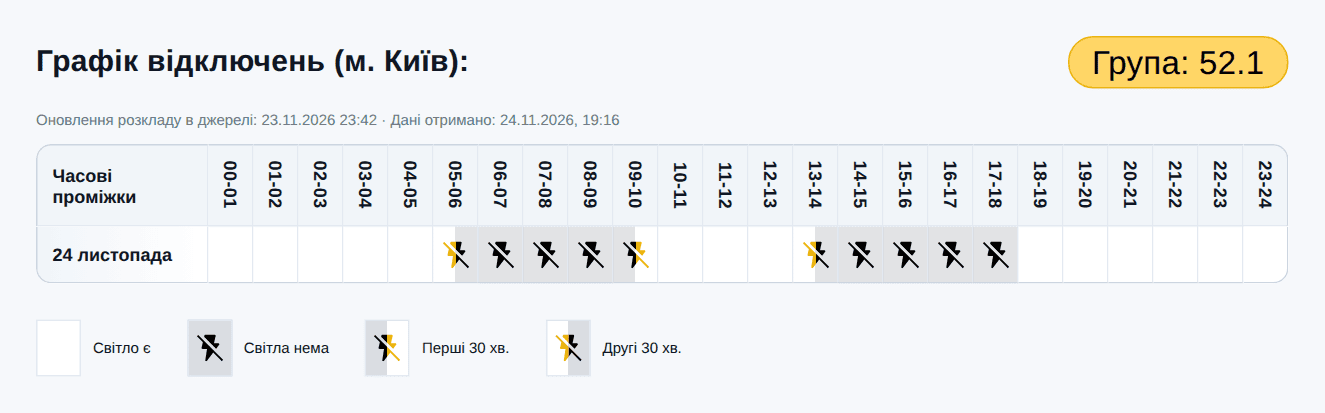 Графік відключень (м. Київ):
Група: 52.1
Оновлення розкладу в джерелі: 23.11.2026 23:42 · Дані отримано: 24.11.2026, 19:16
Часові
проміжки
00-01
01-02
02-03
03-04
04-05
05-06
06-07
07-08
08-09
09-10
10-11
11-12
12-13
13-14
14-15
15-16
16-17
17-18
18-19
19-20
20-21
21-22
22-23
23-24
24 листопада
Світло є
Світла нема
Перші 30 хв.
Другі 30 хв.